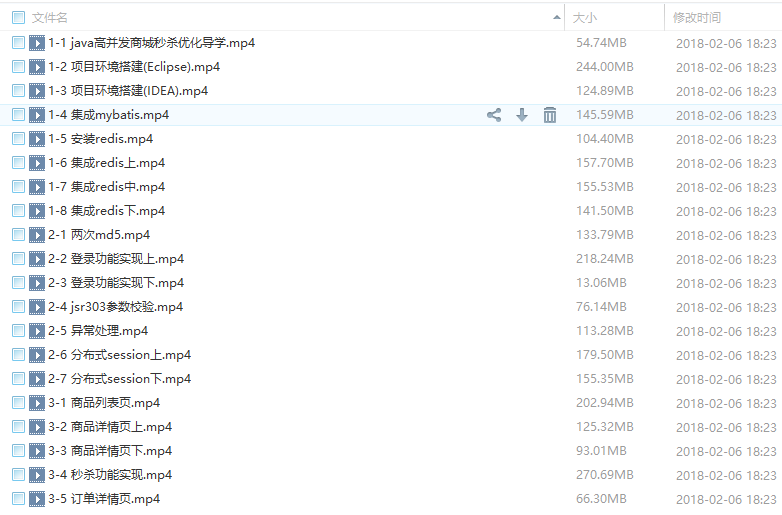 文件名 大小 修改时间
1-1 java高并发商城秒杀优化导学.mp4 54.74MB 2018-02-06 18:23
1-2 项目环境搭建(Eclipse).mp4 244.00MB 2018-02-06 18:23
1-3 项目环境搭建(IDEA).mp4 124.89MB 2018-02-06 18:23
1-4 集成mybatis.mp4 145.59MB 2018-02-06 18:23
1-5 安装redis.mp4 104.40MB 2018-02-06 18:23
1-6 集成redis上.mp4 157.70MB 2018-02-06 18:23
1-7 集成redis中.mp4 155.53MB 2018-02-06 18:23
1-8 集成redis下.mp4 141.50MB 2018-02-06 18:23
2-1 两次md5.mp4 133.79MB 2018-02-06 18:23
2-2 登录功能实现上.mp4 218.24MB 2018-02-06 18:23
2-3 登录功能实现下.mp4 13.06MB 2018-02-06 18:23
2-4 jsr303参数校验.mp4 76.14MB 2018-02-06 18:23
2-5 异常处理.mp4 113.28MB 2018-02-06 18:23
2-6 分布式session上.mp4 179.50MB 2018-02-06 18:23
2-7 分布式session下.mp4 155.35MB 2018-02-06 18:23
3-1 商品列表页.mp4 202.94MB 2018-02-06 18:23
3-2 商品详情页上.mp4 125.32MB 2018-02-06 18:23
3-3 商品详情页下.mp4 93.01MB 2018-02-06 18:23
3-4 秒杀功能实现.mp4 270.69MB 2018-02-06 18:23
3-5 订单详情页.mp4 66.30MB 2018-02-06 18:23